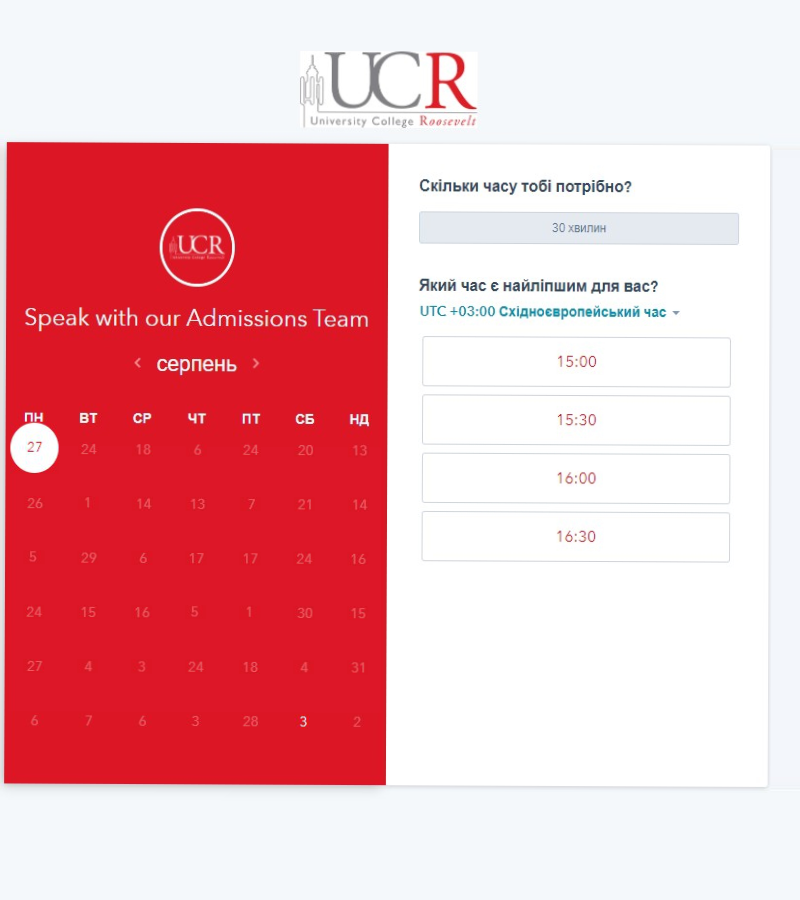 UCR
University College Roosevelt
UCR
University College Roosevelt
Speak with our Admissions Team
серпень
ПН ВТ СР ЧТ ПТ СБ НД
27 24 18 6 24 20 13
26 1 14 13 7 21 14
5 29 6 17 17 24 16
24 15 16 5 1 30 15
27 4 3 24 18 4 31
6 7 6 3 28 3 2
Скільки часу тобі потрібно?
30 хвилин
Який час є найліпшим для вас?
UTC +03:00 Східноєвропейський час
15:00
15:30
16:00
16:30